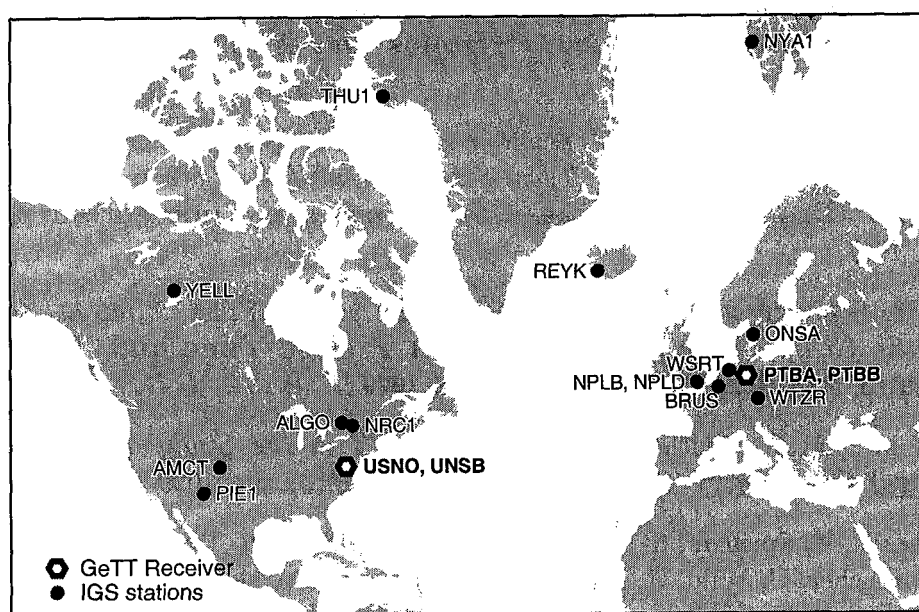 NYA1
THU1
REYK
YELL
ONSA
WSRT
PTBA, PTBB
NPLB, NPLD
BRUS
WTZR
ALGO
NRC1
AMCT
USNO, UNSB
PIE1
GeTT Receiver
IGS stations